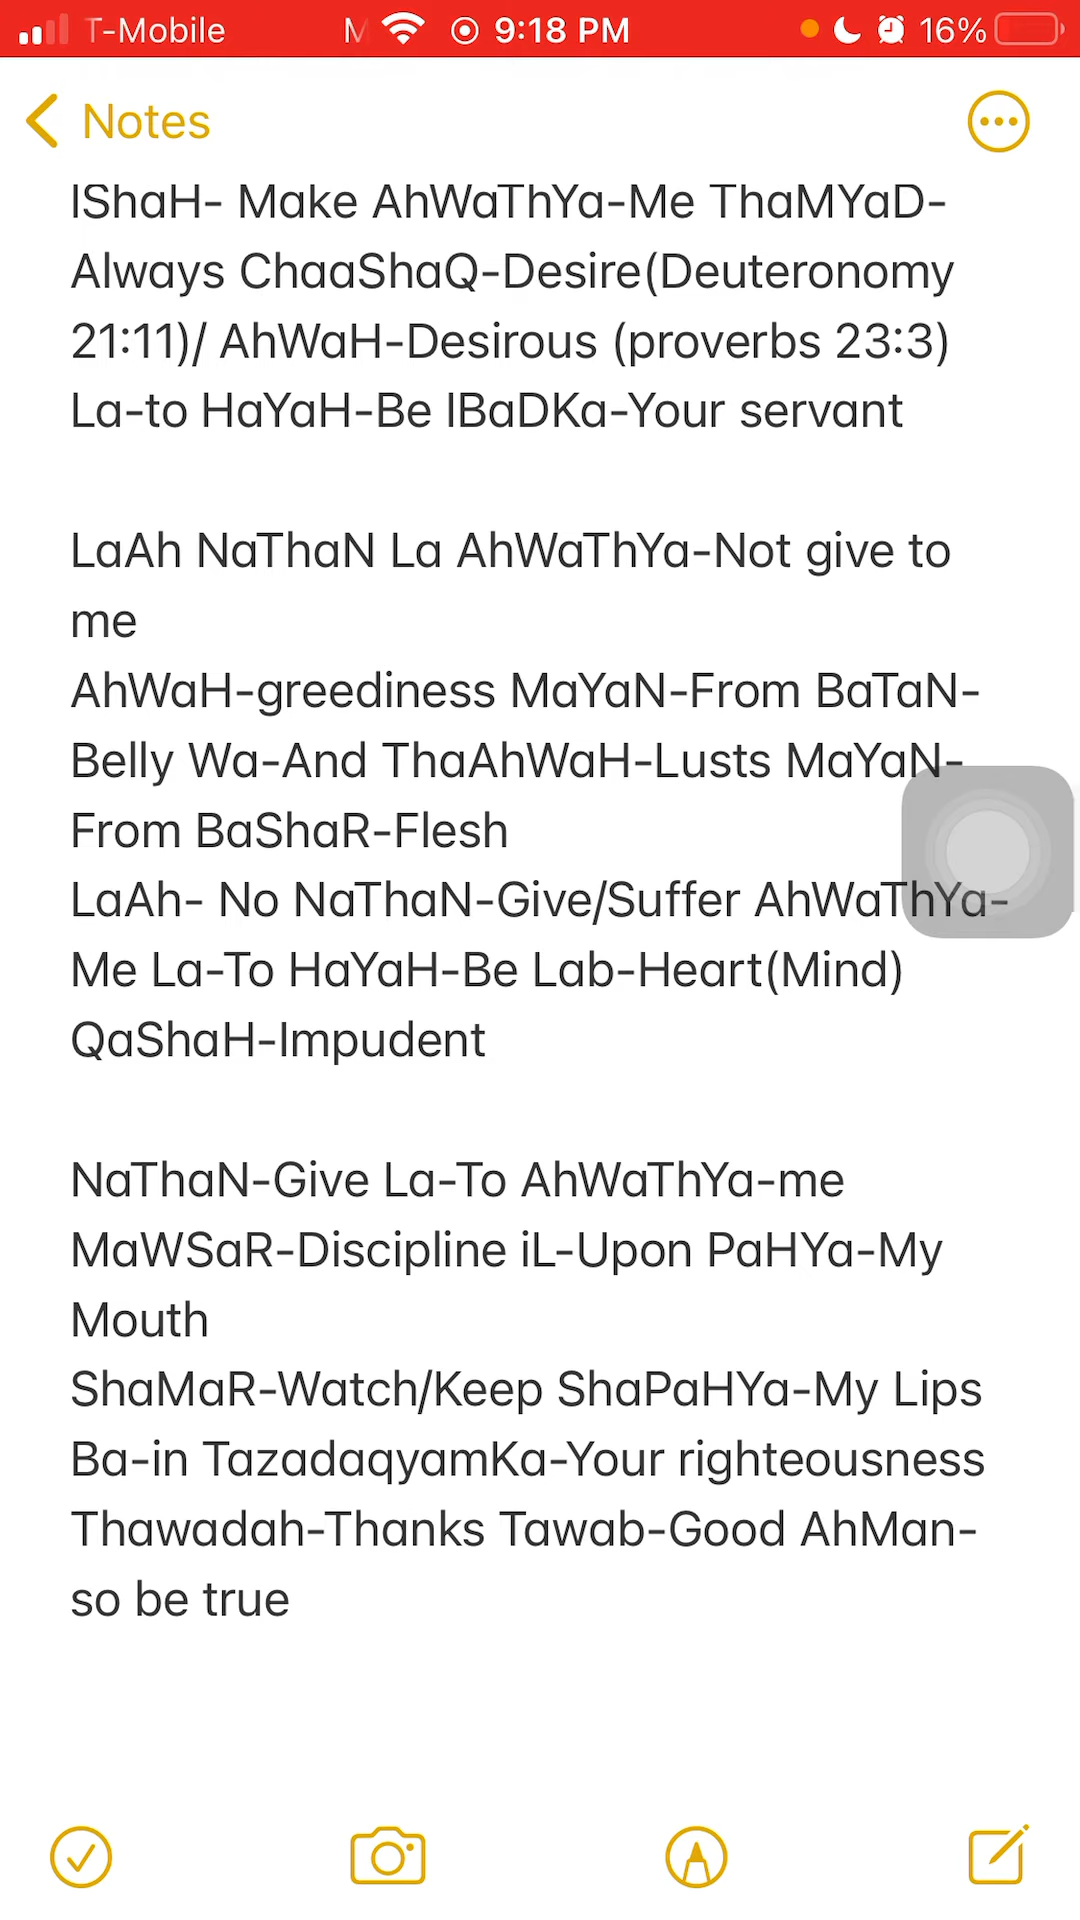 T-Mobile 9:18 PM 16%
Notes
IShaH- Make AhWaThYa-Me ThaMYaD-
Always ChaaShaQ-Desire(Deuteronomy
21:11)/ AhWaH-Desirous (proverbs 23:3)
La-to HaYaH-Be IBaDKa-Your servant
LaAh NaThaN La AhWaThYa-Not give to
me
AhWaH-greediness MaYaN-From BaTaN-
Belly Wa-And ThaAhWaH-Lusts MaYaN-
From BaShaR-Flesh
LaAh- No NaThaN-Give/Suffer AhWaThYa-
Me La-To HaYaH-Be Lab-Heart(Mind)
QaShaH-Impudent
NaThaN-Give La-To AhWaThYa-me
MaWSaR-Discipline iL-Upon PaHYa-My
Mouth
ShaMaR-Watch/Keep ShaPaHYa-My Lips
Ba-in TazadaqyamKa-Your righteousness
Thawadah-Thanks Tawab-Good AhMan-
so be true